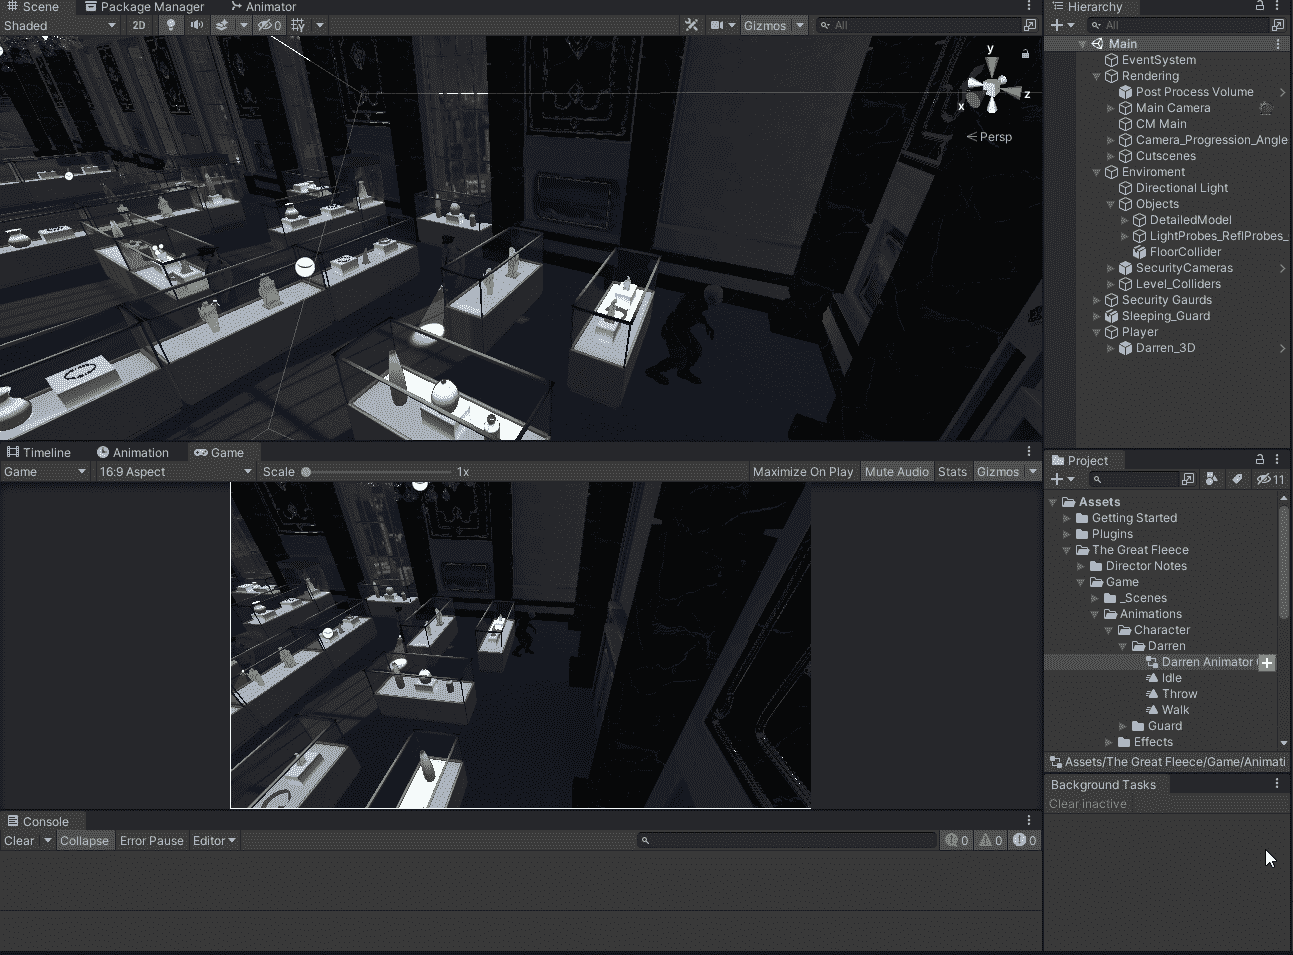 Scene Package Manager Animator
Shaded 2D 0 Gizmos All
y
z
x
Persp
Hierarchy
All
Main
EventSystem
Rendering
Post Process Volume
Main Camera
CM Main
Camera_Progression_Angle
Cutscenes
Enviroment
Directional Light
Objects
DetailedModel
LightProbes_ReflProbes_
FloorCollider
SecurityCameras
Level_Colliders
Security Gaurds
Sleeping_Guard
Player
Darren_3D
Timeline Animation Game
Game 16:9 Aspect Scale 1x Maximize On Play Mute Audio Stats Gizmos
Project
11
Assets
Getting Started
Plugins
The Great Fleece
Director Notes
Game
_Scenes
Animations
Character
Darren
Darren Animator
Idle
Throw
Walk
Guard
Effects
Assets/The Great Fleece/Game/Animati
Background Tasks
Clear inactive
Console
Clear Collapse Error Pause Editor 0 0 0